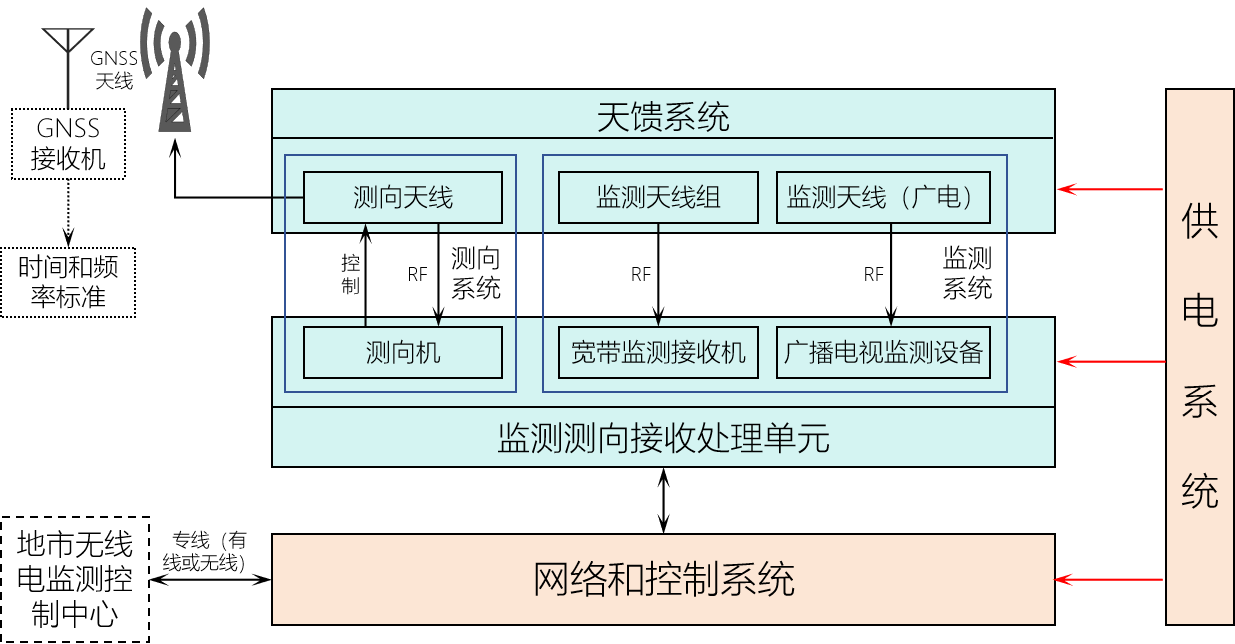 GNSS
天线
GNSS
接收机
时间和频
率标准
天馈系统
测向天线
监测天线组
监测天线（广电）
控
制
RF
测向
系统
RF
RF
监测
系统
测向机
宽带监测接收机
广播电视监测设备
监测测向接收处理单元
供
电
系
统
地市无线
电监测控
制中心
专线（有
线或无线）
网络和控制系统